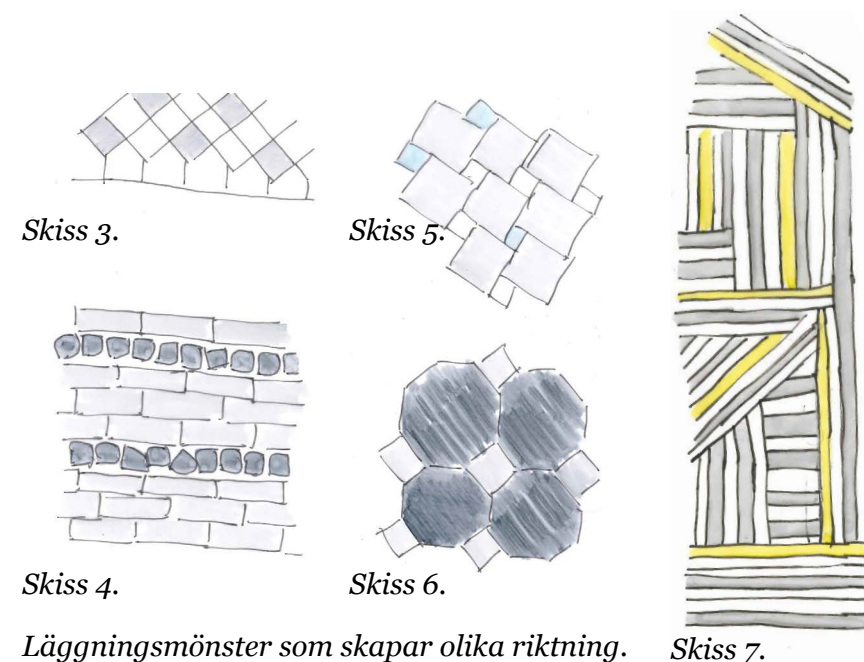 Skiss 3.
Skiss 5.
Skiss 4.
Skiss 6.
Läggningsmönster som skapar olika riktning.
Skiss 7.